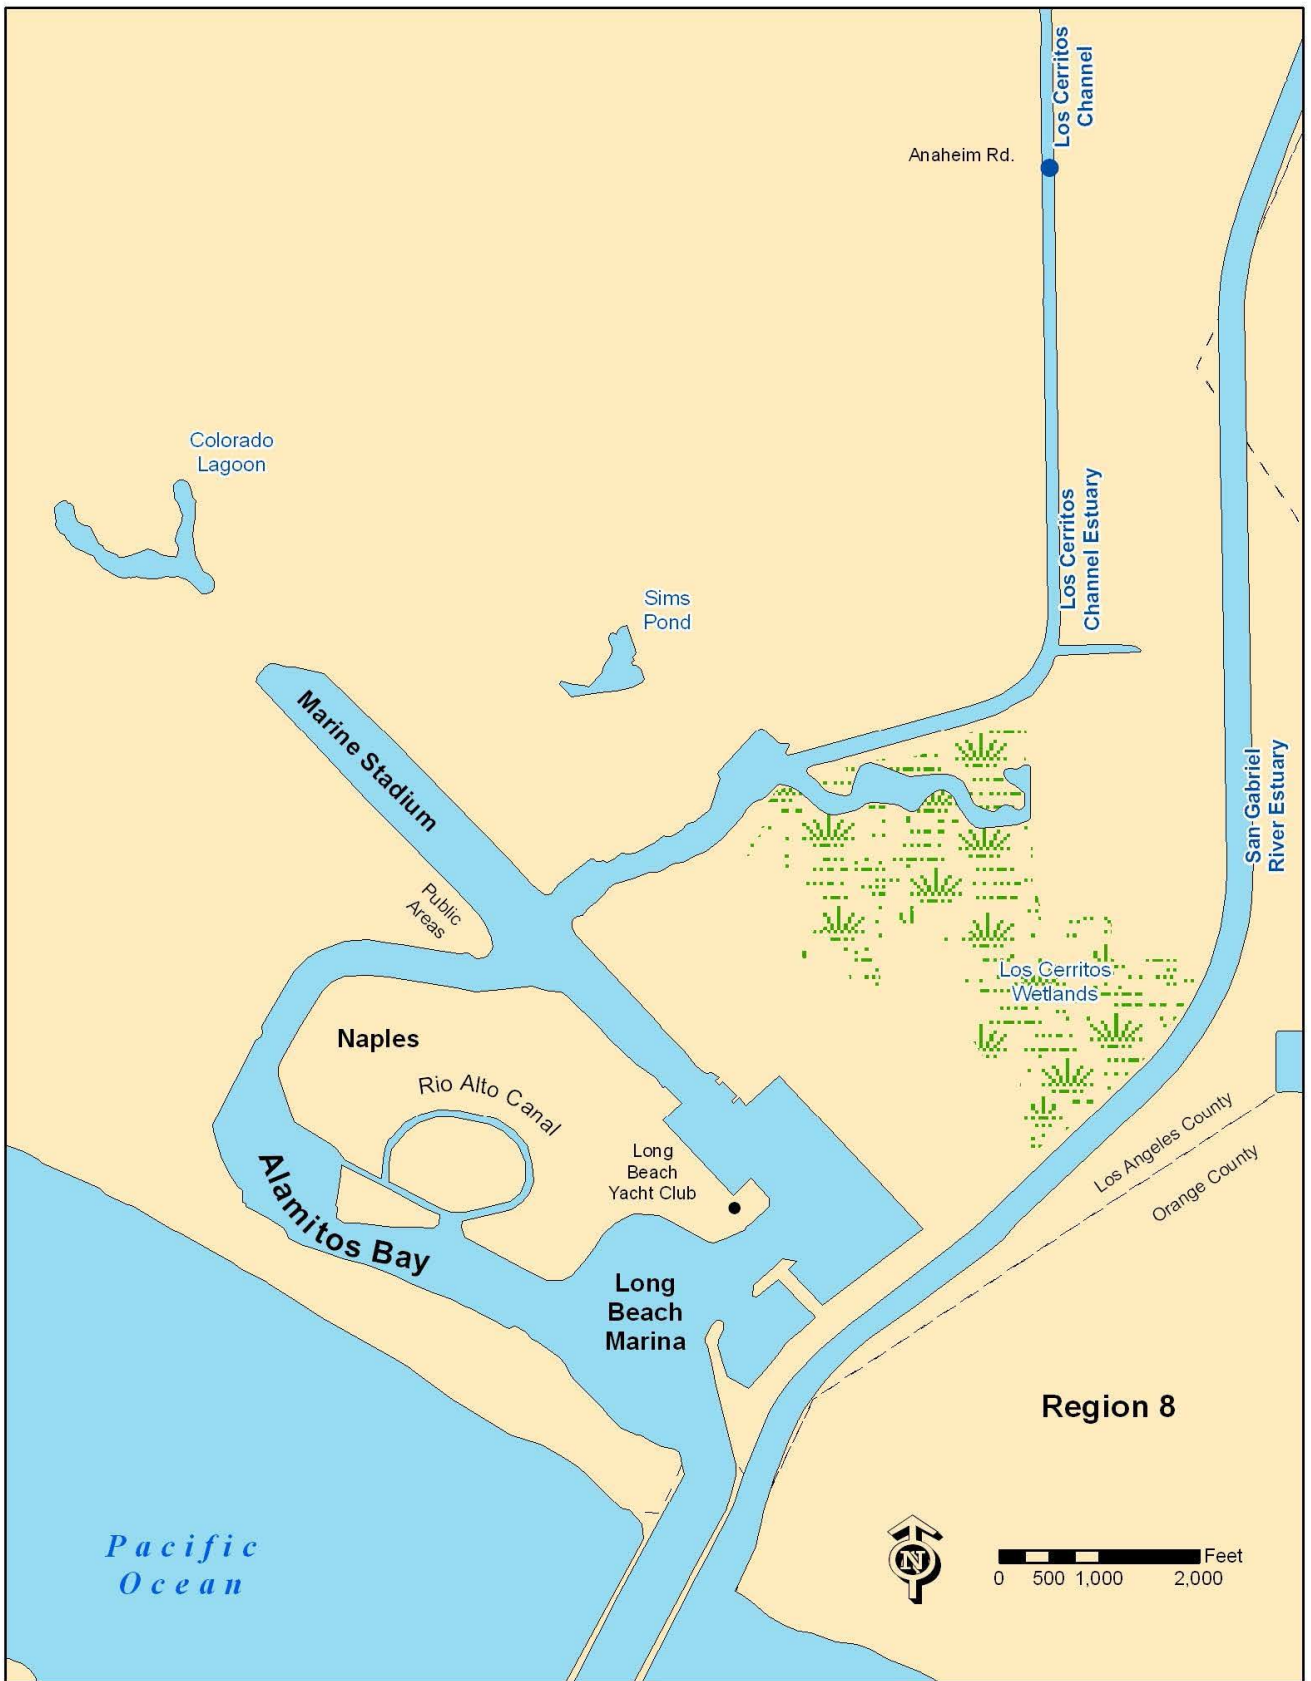 Los Cerritos
Channel
Anaheim Rd.
Colorado
Lagoon
Los Cerritos
Channel Estuary
Sims
Pond
Marine Stadium
San Gabriel
River Estuary
Public
Areas
Los Cerritos
Wetlands
Naples
Rio Alto Canal
Los Angeles County
Orange County
Long
Beach
Yacht Club
Alamitos Bay
Long
Beach
Marina
Region 8
Pacific
Ocean
N
Feet
0 500 1,000 2,000